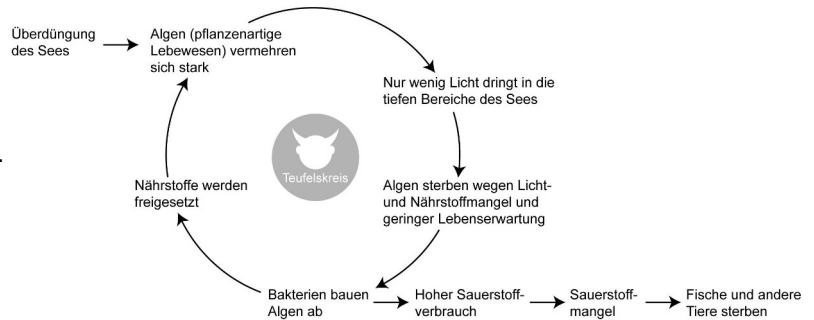 Überdüngung
des Sees
Algen (pflanzenartige
Lebewesen) vermehren
sich stark
Nur wenig Licht dringt in die
tiefen Bereiche des Sees
Algen sterben wegen Licht-
und Nährstoffmangel und
geringer Lebenserwartung
Bakterien bauen
Algen ab
Nährstoffe werden
freigesetzt
Teufelskreis
Hoher Sauerstoff-
verbrauch
Sauerstoff-
mangel
Fische und andere
Tiere sterben